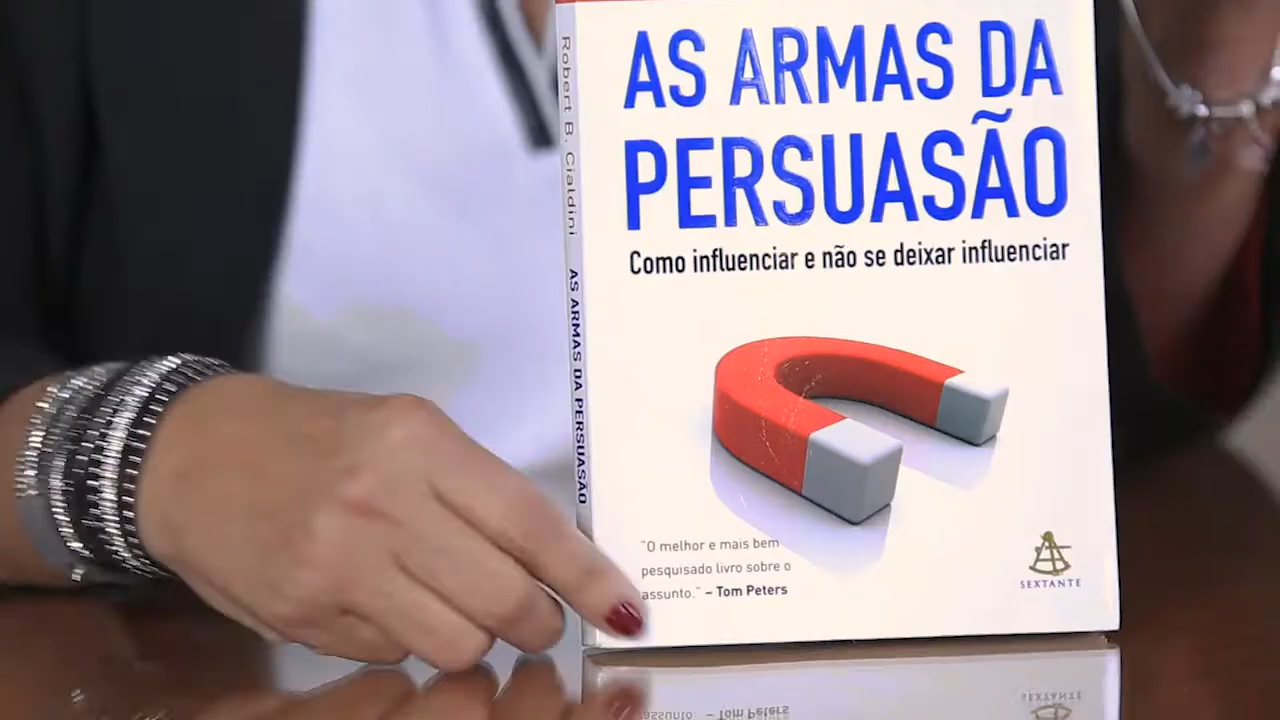 Robert B. Cialdini AS ARMAS DA PERSUASÃO
AS ARMAS DA
PERSUASÃO
Como influenciar e não se deixar influenciar
"O melhor e mais bem
pesquisado livro sobre o
assunto." – Tom Peters
SEXTANTE